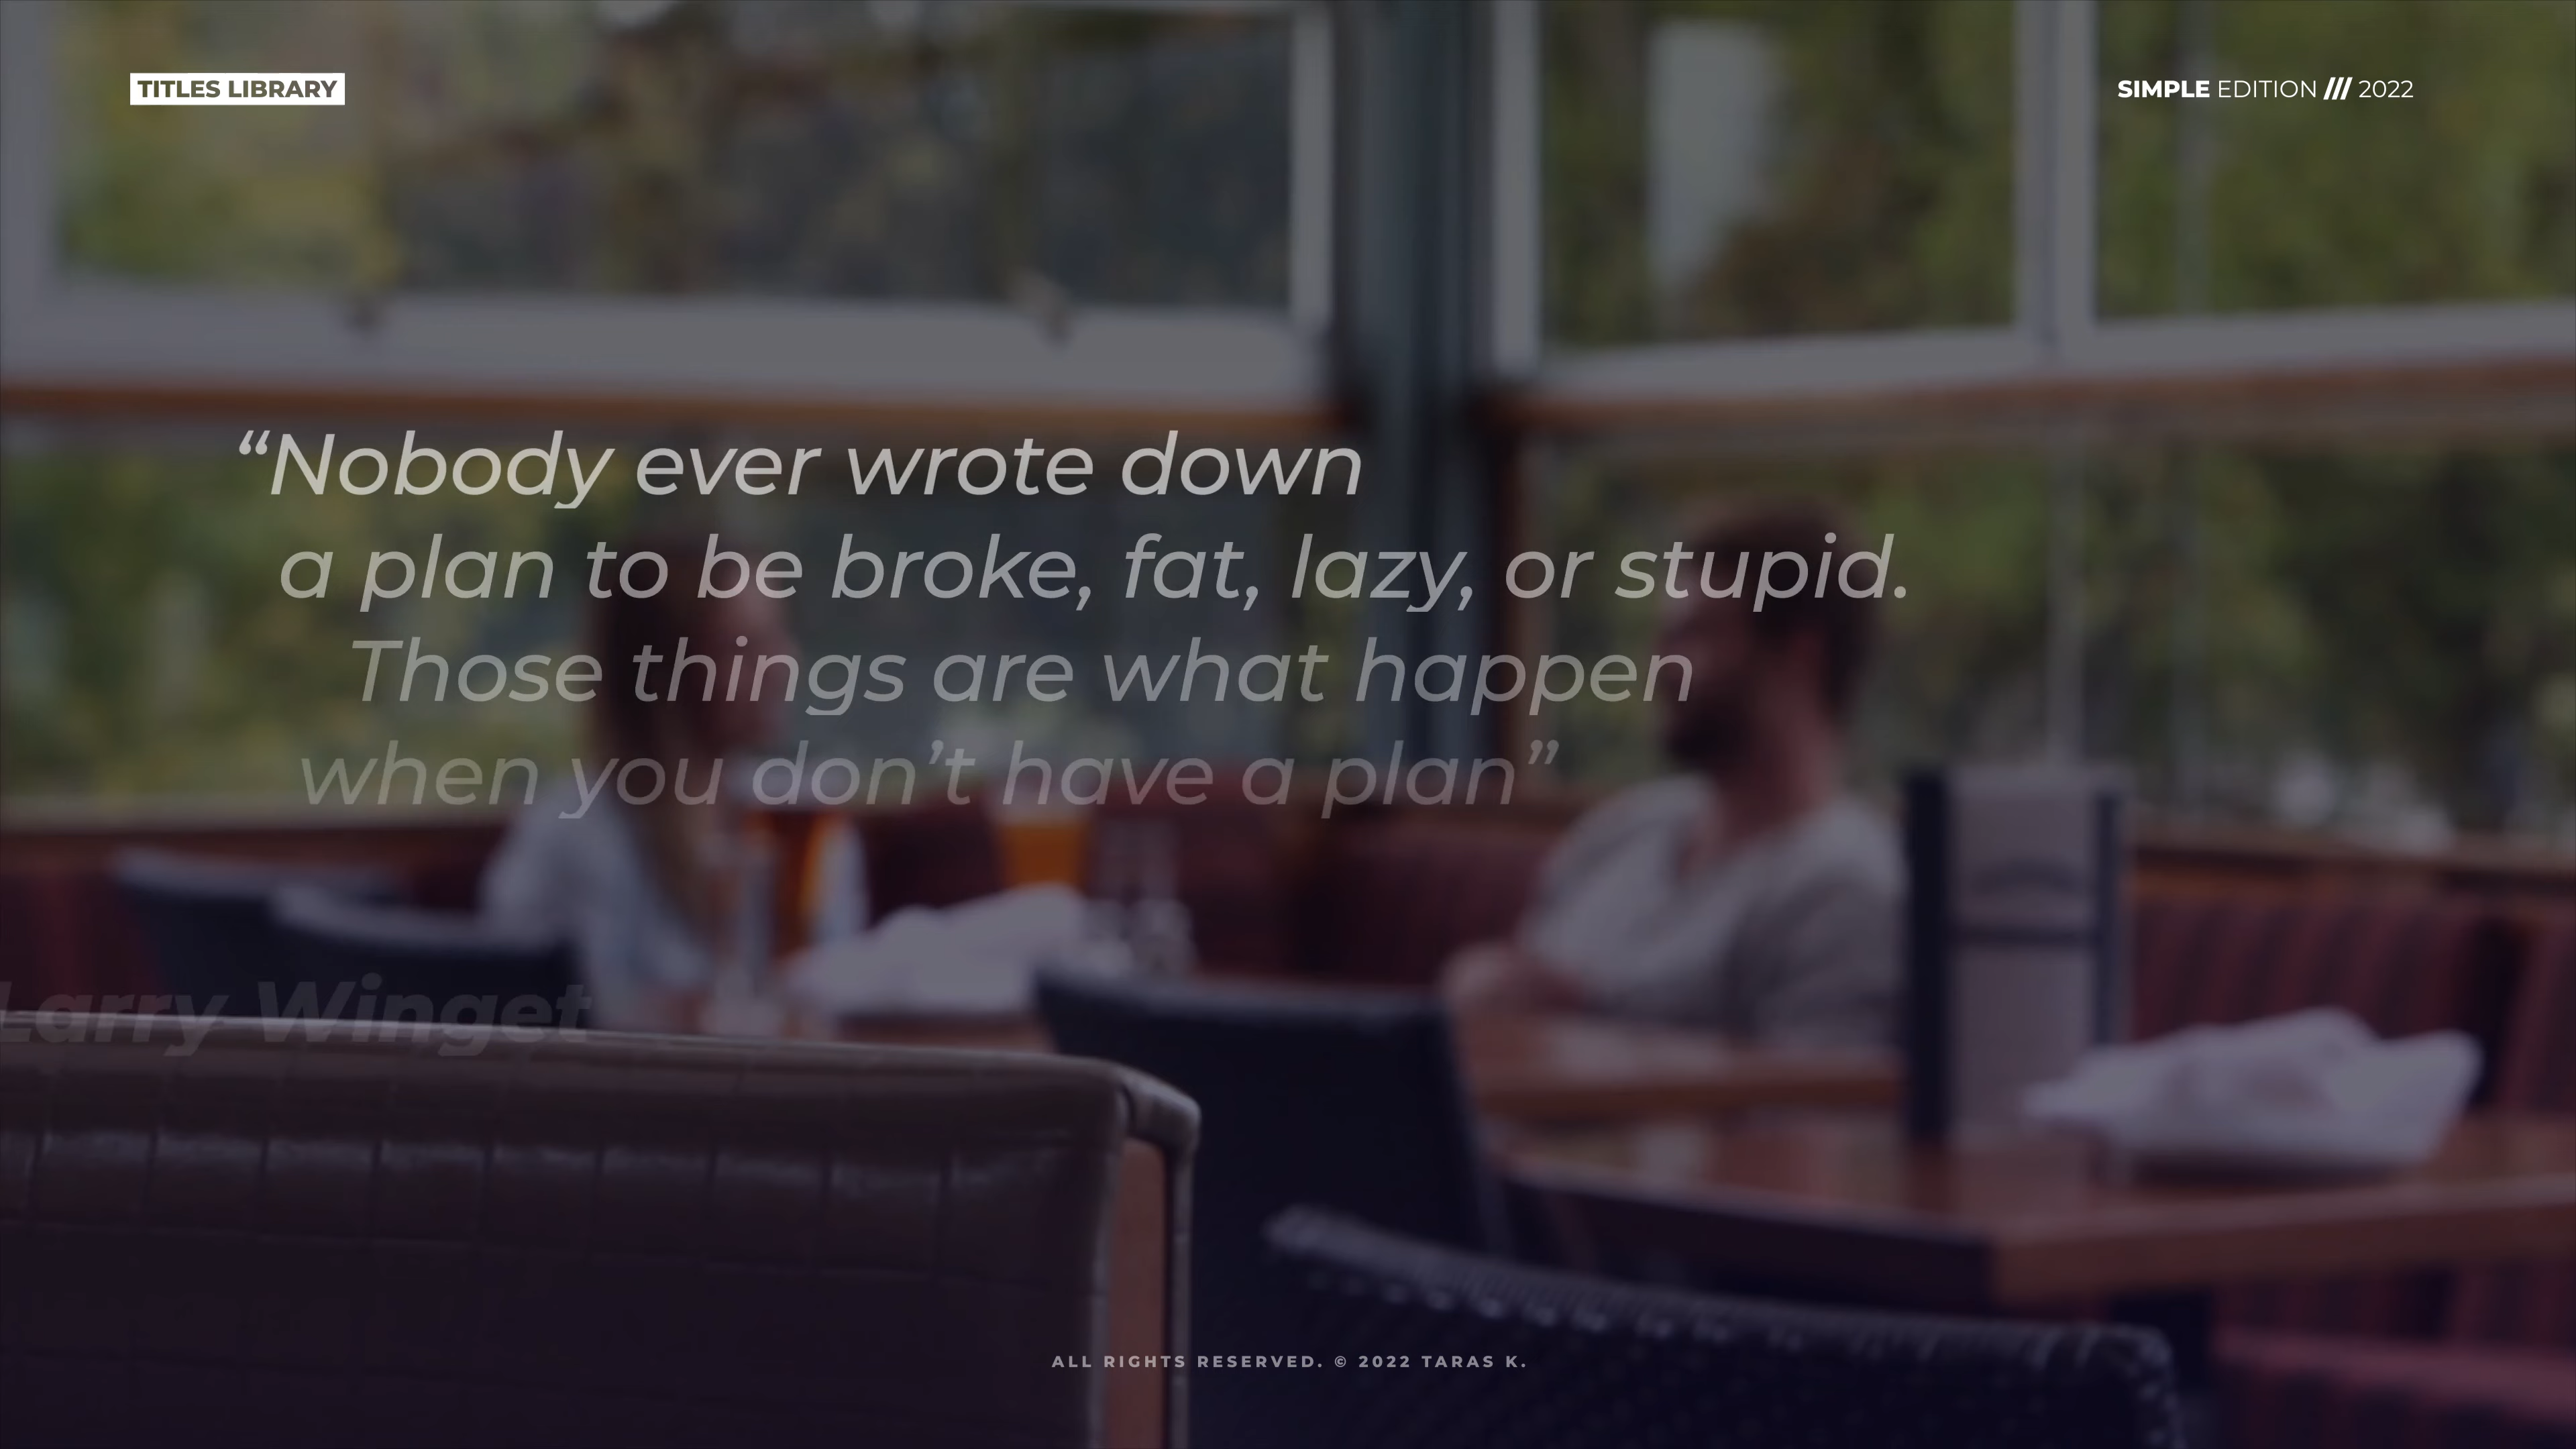 TITLES LIBRARY
SIMPLE EDITION /// 2022
“Nobody ever wrote down
a plan to be broke, fat, lazy, or stupid.
Those things are what happen
when you don’t have a plan”
Larry Winget
ALL RIGHTS RESERVED. © 2022 TARAS K.